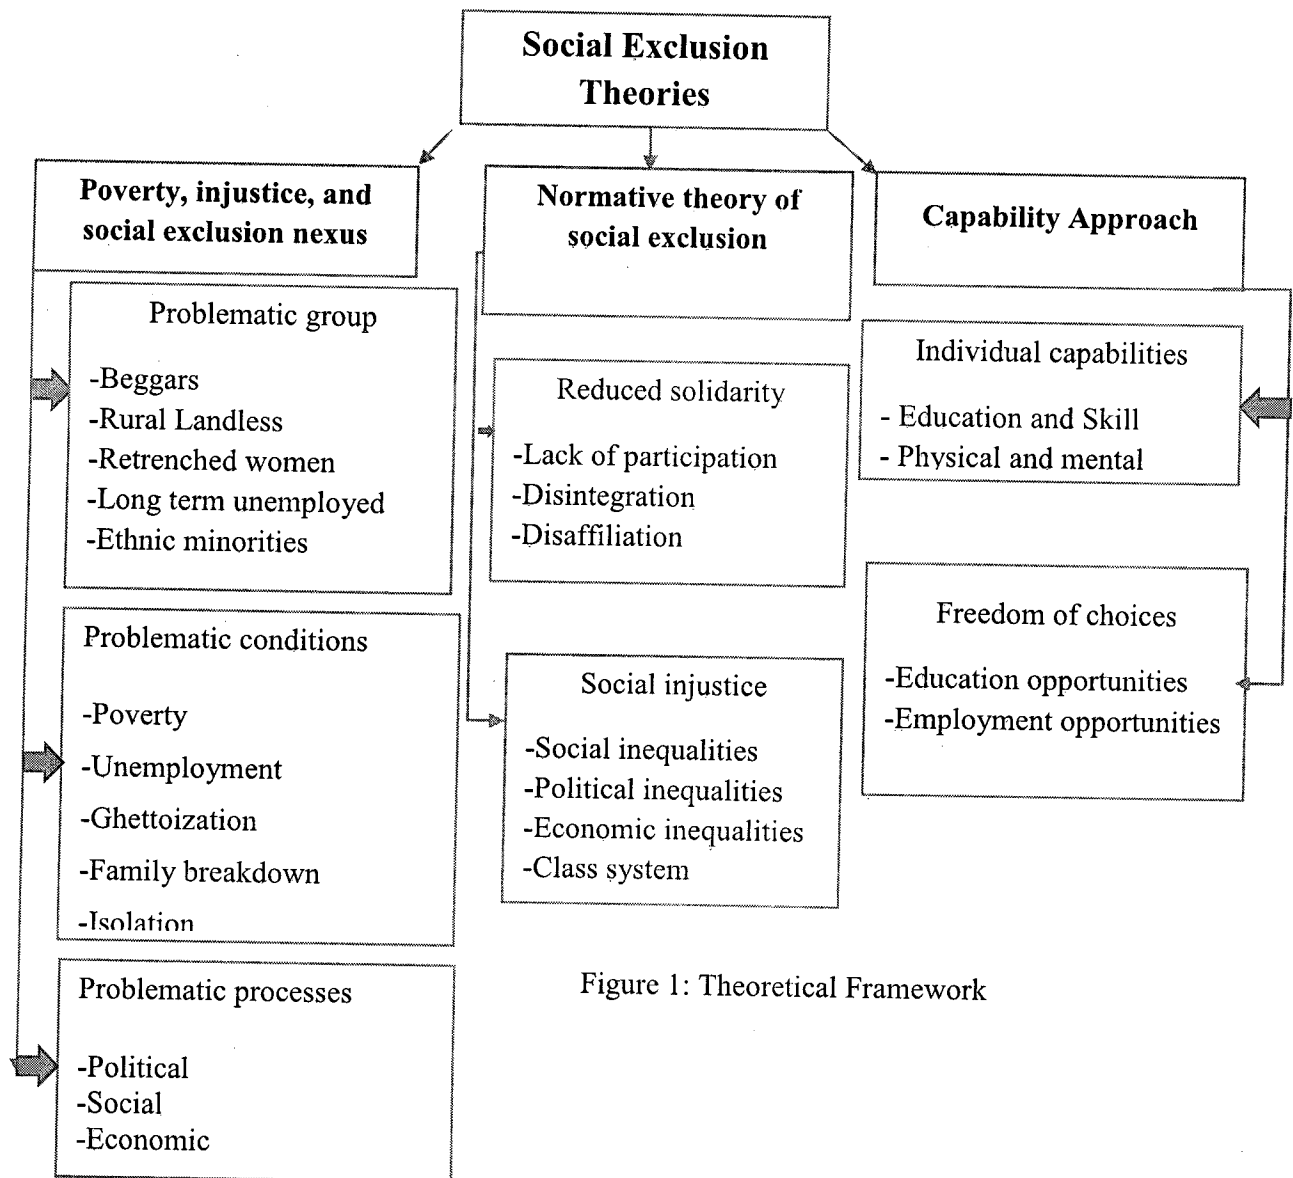 Social Exclusion
Theories
Poverty, injustice, and
social exclusion nexus
Problematic group
-Beggars
-Rural Landless
-Retrenched women
-Long term unemployed
-Ethnic minorities
Problematic conditions
-Poverty
-Unemployment
-Ghettoization
-Family breakdown
-Isolation
Problematic processes
-Political
-Social
-Economic
Normative theory of
social exclusion
Reduced solidarity
-Lack of participation
-Disintegration
-Disaffiliation
Social injustice
-Social inequalities
-Political inequalities
-Economic inequalities
-Class system
Capability Approach
Individual capabilities
- Education and Skill
- Physical and mental
Freedom of choices
-Education opportunities
-Employment opportunities
Figure 1: Theoretical Framework